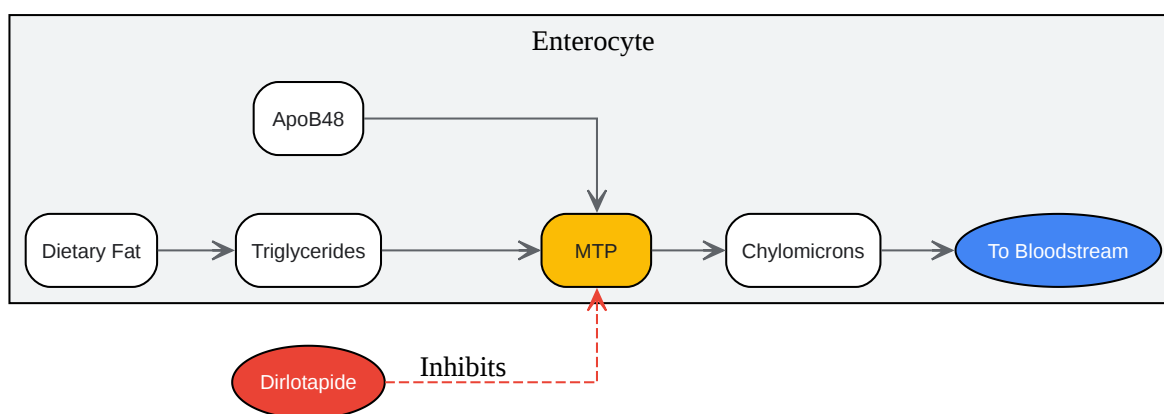 Enterocyte
ApoB48
Dietary Fat
Triglycerides
MTP
Chylomicrons
To Bloodstream
Inhibits
Dirlotapide